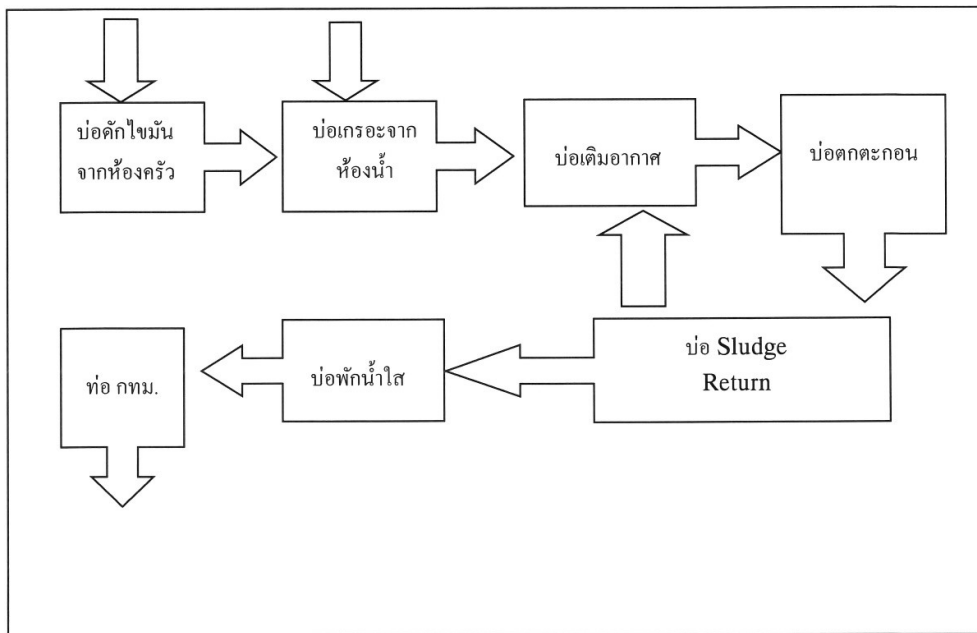 บ่อดักไขมัน
จากห้องครัว
บ่อเกรอะจาก
ห้องน้ำ
บ่อเติมอากาศ
บ่อตกตะกอน
ท่อ กทม.
บ่อพักน้ำใส
บ่อ Sludge
Return